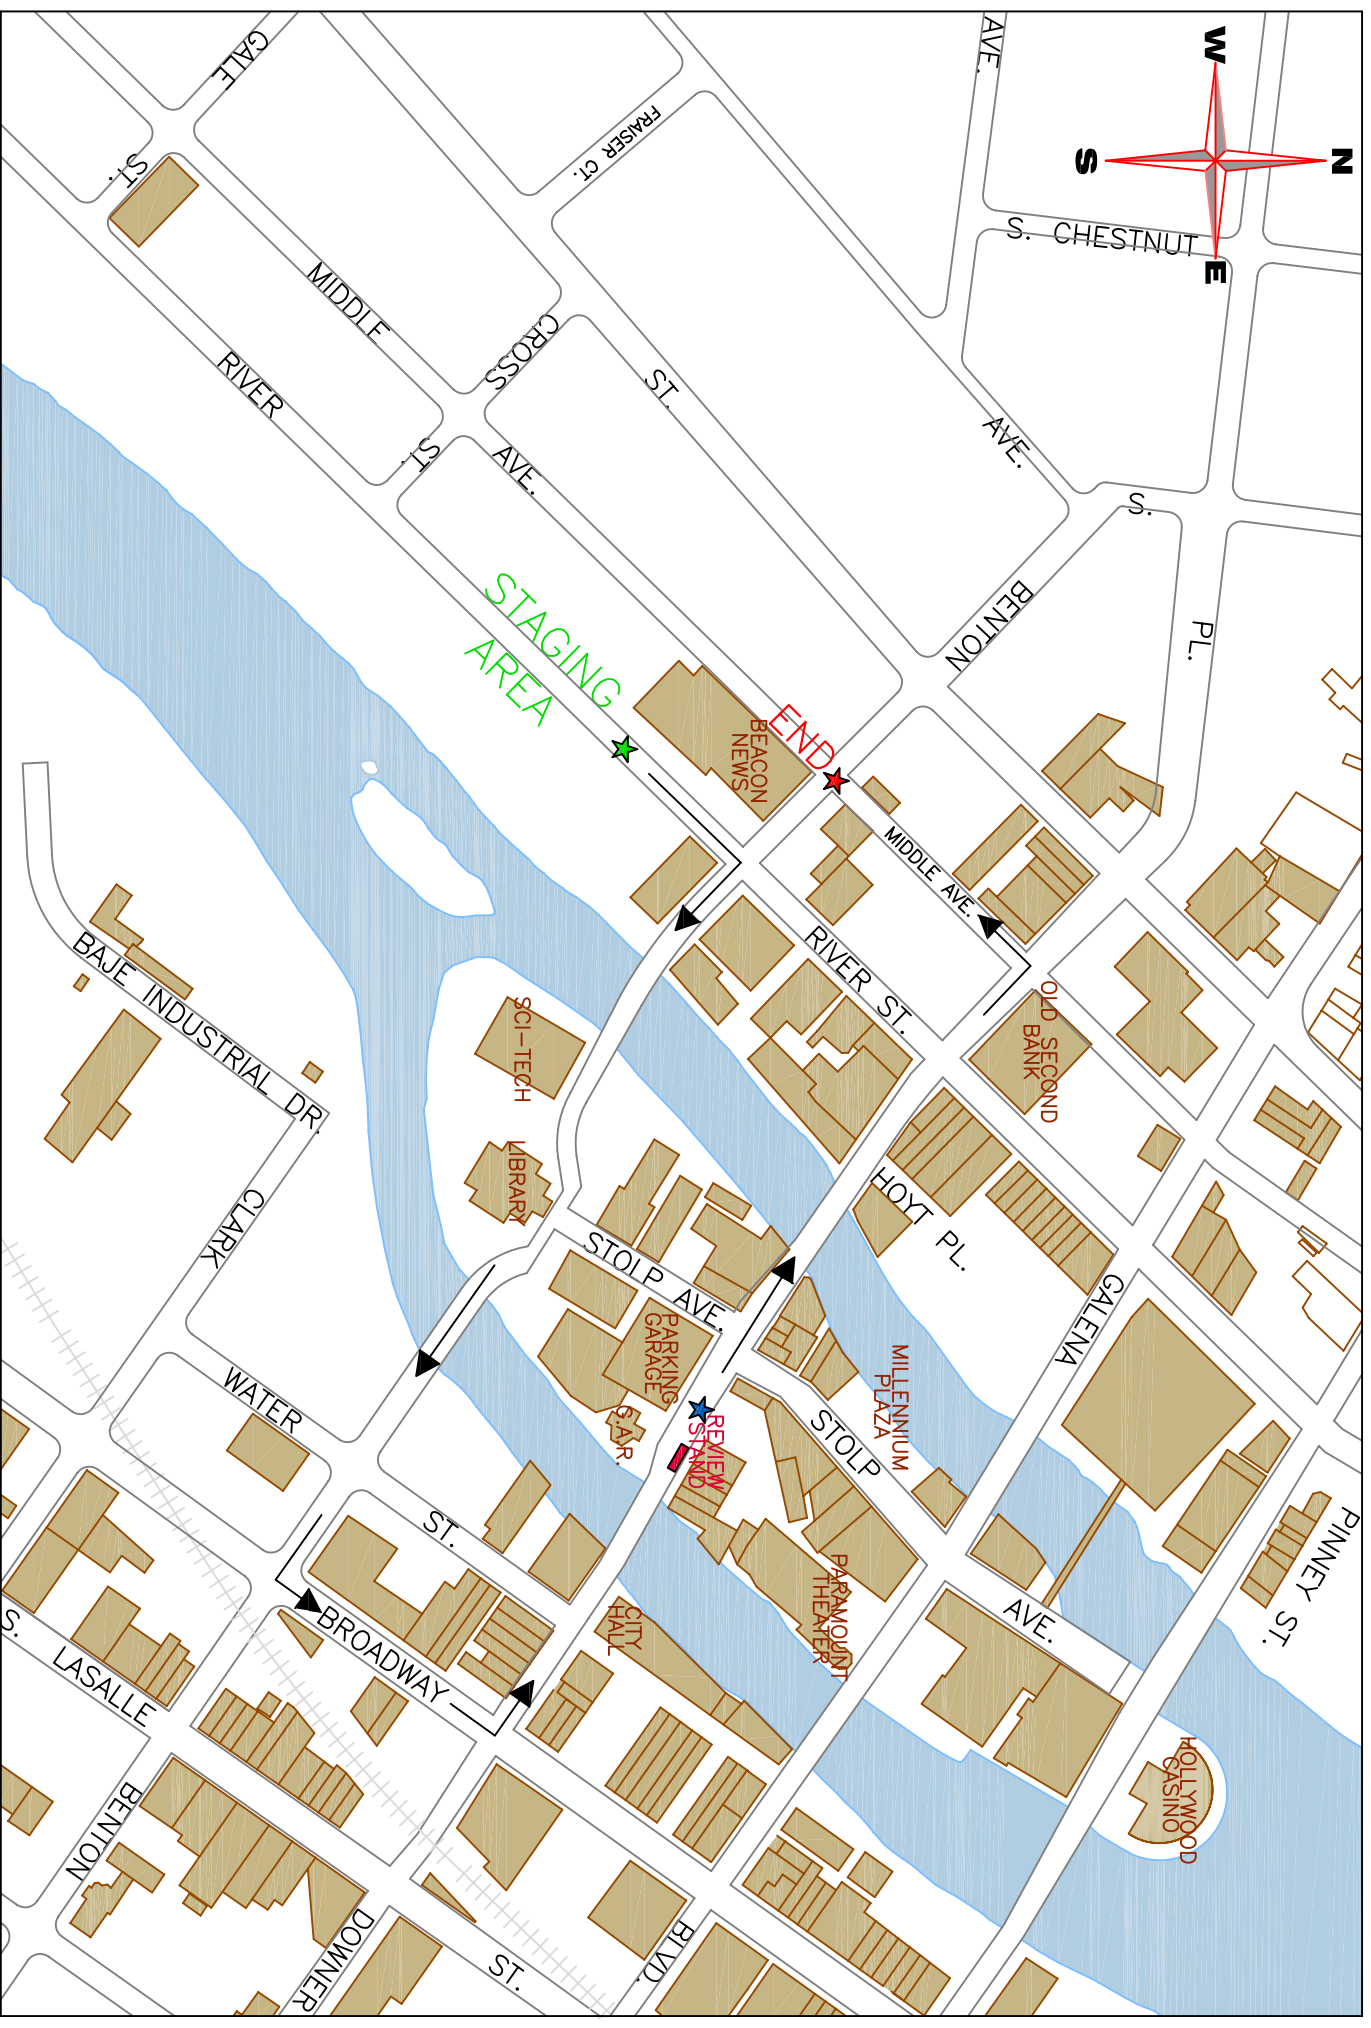 GALE
ST.
AVE.
W
N
S
E
FRAISER CT.
S. CHESTNUT
MIDDLE
AVE.
RIVER
CROSS
ST.
ST.
AVE.
S.
BENTON
PL.
STAGING
AREA
END
BEACON
NEWS
MIDDLE AVE.
RIVER ST.
OLD SECOND
BANK
BAJE INDUSTRIAL DR.
SCI-TECH
LIBRARY
CLARK
HOYT PL.
STOLP AVE.
PARKING
GARAGE
G.A.R.
REVIEW
STAND
GALENA
MILLENNIUM
PLAZA
STOLP
AVE.
WATER
ST.
PINNEY ST.
PARAMOUNT
THEATER
CITY
HALL
BROADWAY
S. LASALLE
ST.
HOLLYWOOD
CASINO
BENTON
DOWNER
BLVD.